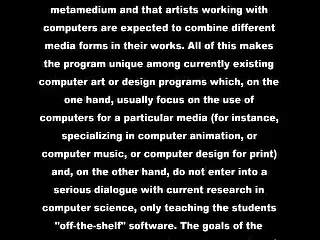 metamedium and that artists working with
computers are expected to combine different
media forms in their works. All of this makes
the program unique among currently existing
computer art or design programs which, on the
one hand, usually focus on the use of
computers for a particular media (for instance,
specializing in computer animation, or
computer music, or computer design for print)
and, on the other hand, do not enter into a
serious dialogue with current research in
computer science, only teaching the students
"off-the-shelf" software. The goals of the